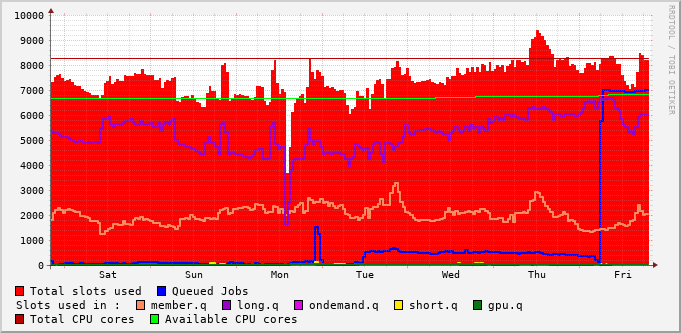 RRDTOOL / TOBI OETIKER
10000
9000
8000
7000
6000
5000
4000
3000
2000
1000
0
Sat Sun Mon Tue Wed Thu Fri
Total slots used Queued Jobs
Slots used in : member.q long.q ondemand.q short.q gpu.q
Total CPU cores Available CPU cores